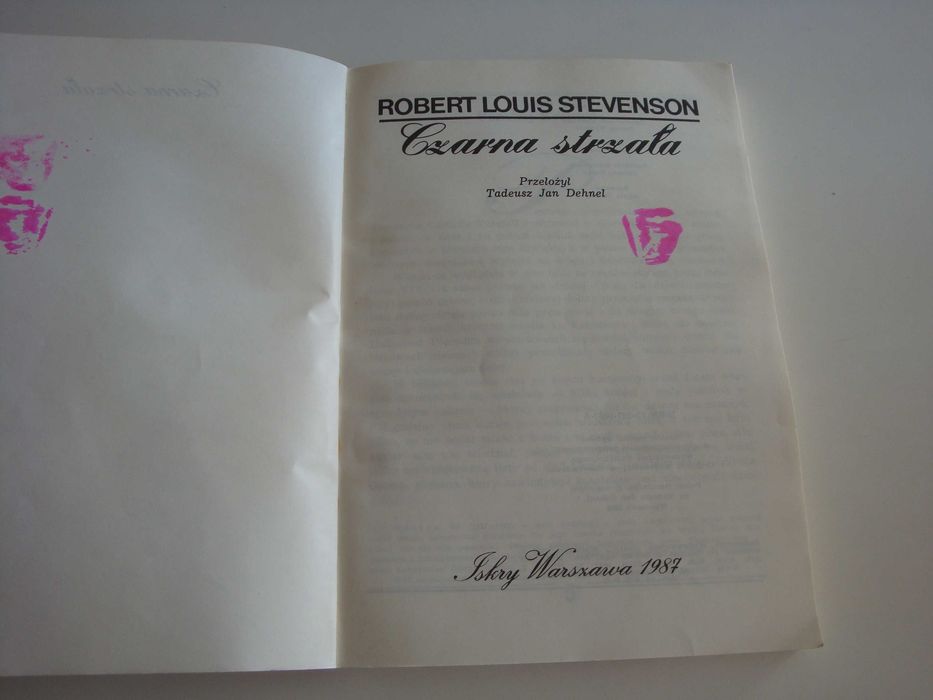 ROBERT LOUIS STEVENSON
Czarna strzała
Przełożył
Tadeusz Jan Dehnel
Iskry Warszawa 1987